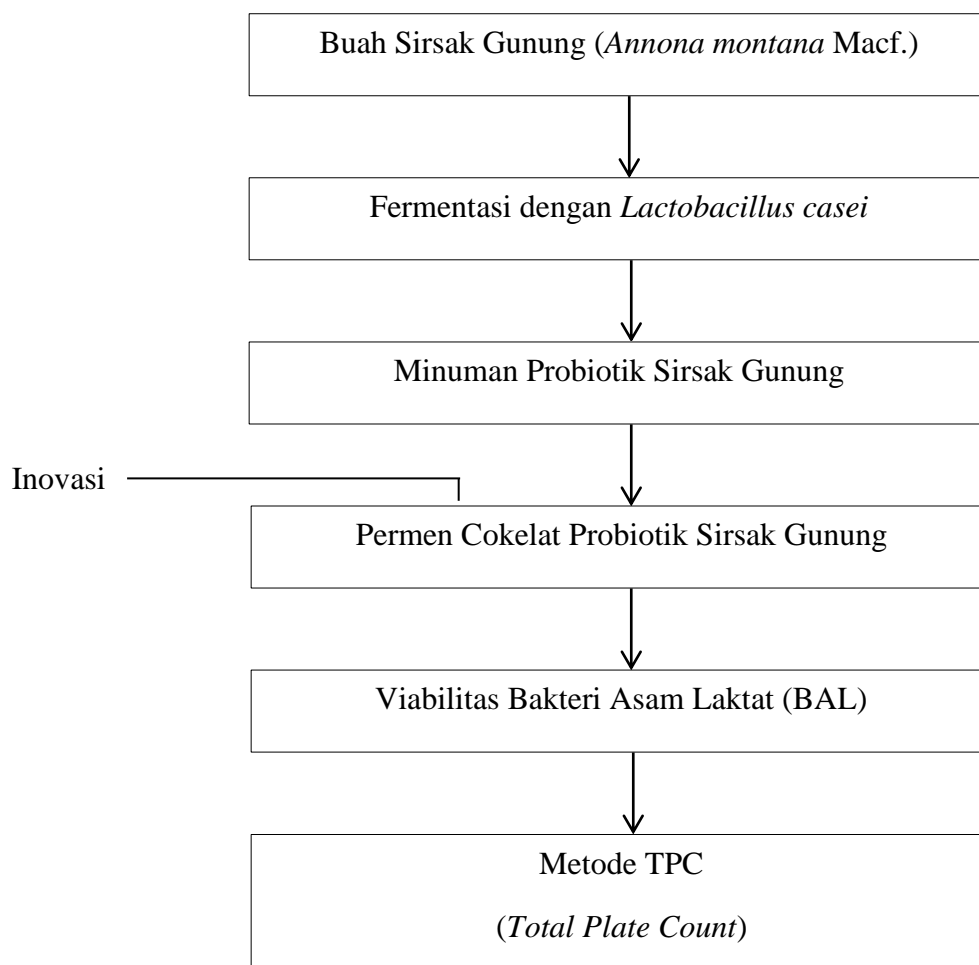 Buah Sirsak Gunung (Annona montana Macf.)
Fermentasi dengan Lactobacillus casei
Minuman Probiotik Sirsak Gunung
Inovasi
Permen Cokelat Probiotik Sirsak Gunung
Viabilitas Bakteri Asam Laktat (BAL)
Metode TPC
(Total Plate Count)